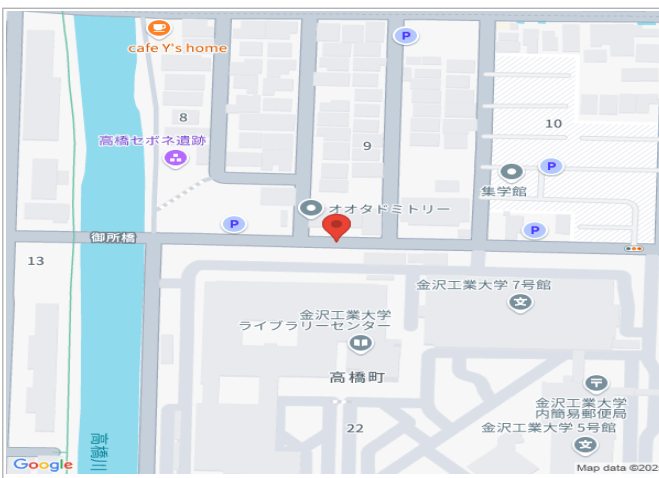 cafe Y's home
P
8
10
高橋セボネ遺跡
9
P
集学館
オオタドミトリー
P
P
御所橋
13
金沢工業大学 7号館
金沢工業大学
ライブラリーセンター
高橋町
金沢工業大学
内簡易郵便局
22
金沢工業大学 5号館
高橋川
Google
Map data ©202